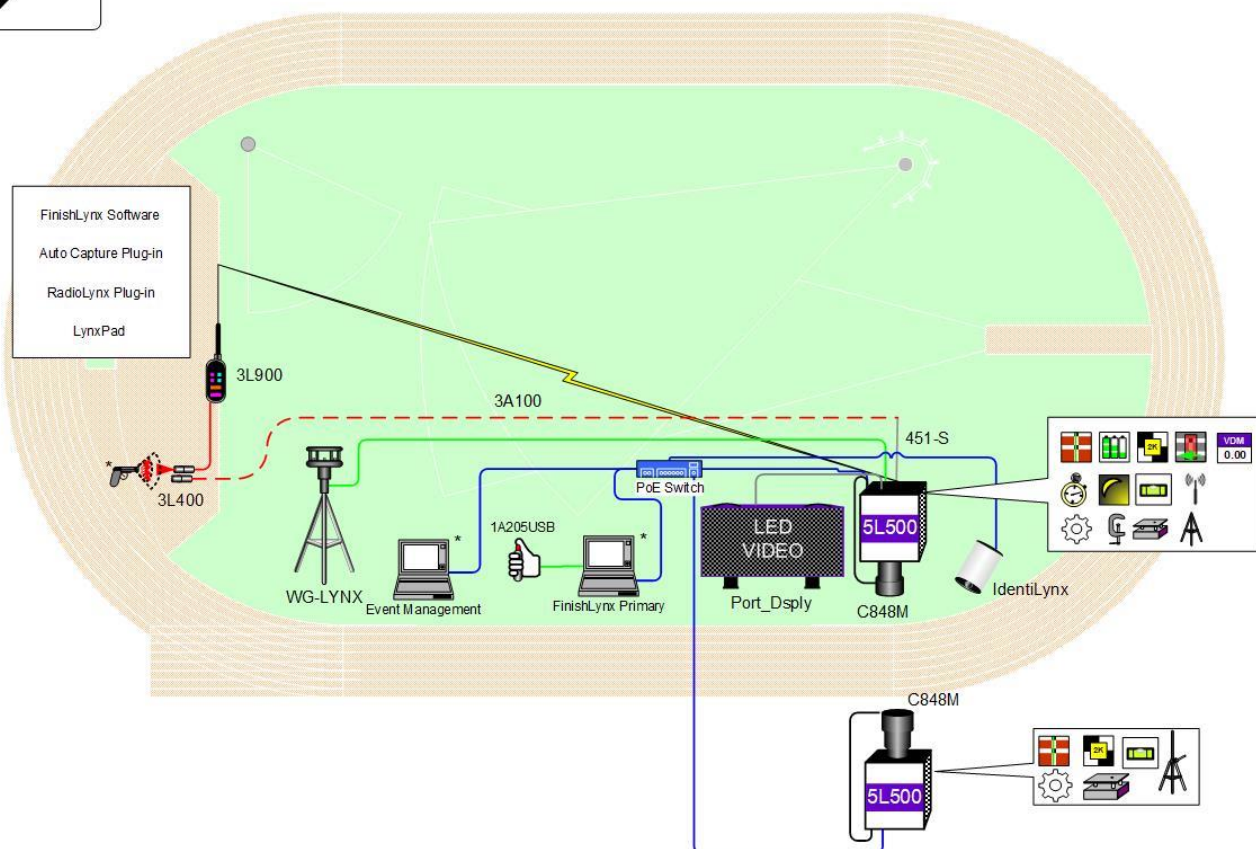 FinishLynx Software
Auto Capture Plug-in
RadioLynx Plug-in
LynxPad
3L900
3A100
451-S
*
3L400
PoE Switch
VDM
0.00
2K
1A205USB
*
*
LED
VIDEO
5L500
WG-LYNX
Event Management
FinishLynx Primary
Port_Dsply
C848M
IdentiLynx
C848M
2K
5L500